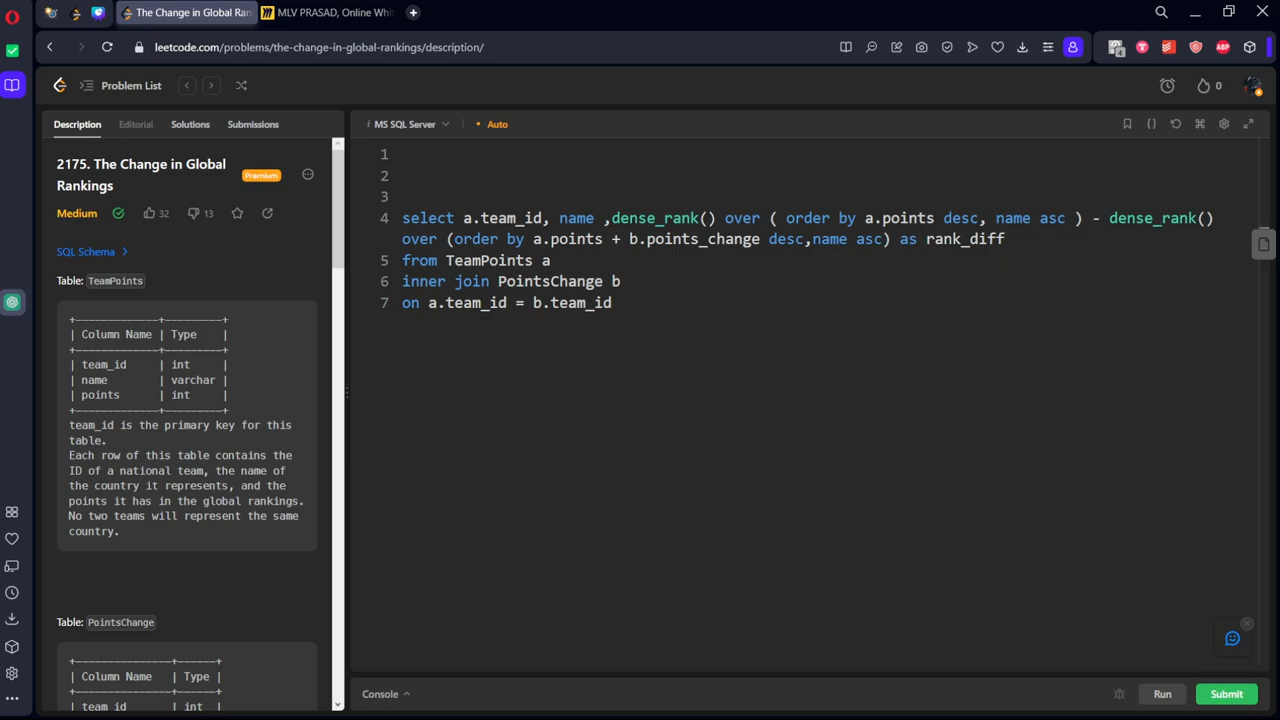 The Change in Global Ran
MLV PRASAD, Online Whi
leetcode.com/problems/the-change-in-global-rankings/description/
Problem List
0
Description
Editorial
Solutions
Submissions
2175. The Change in Global
Rankings
Premium
Medium
32
13
SQL Schema
Table: TeamPoints
+-------------+---------+
| Column Name | Type    |
+-------------+---------+
| team_id     | int     |
| name        | varchar |
| points      | int     |
+-------------+---------+
team_id is the primary key for this
table.
Each row of this table contains the
ID of a national team, the name of
the country it represents, and the
points it has in the global rankings.
No two teams will represent the same
country.
Table: PointsChange
+---------------+------+
| Column Name   | Type |
+---------------+------+
| team_id       | int  |
i MS SQL Server
• Auto
1
2
3
4 select a.team_id, name ,dense_rank() over ( order by a.points desc, name asc ) - dense_rank()
over (order by a.points + b.points_change desc,name asc) as rank_diff
5 from TeamPoints a
6 inner join PointsChange b
7 on a.team_id = b.team_id
Console
Run
Submit